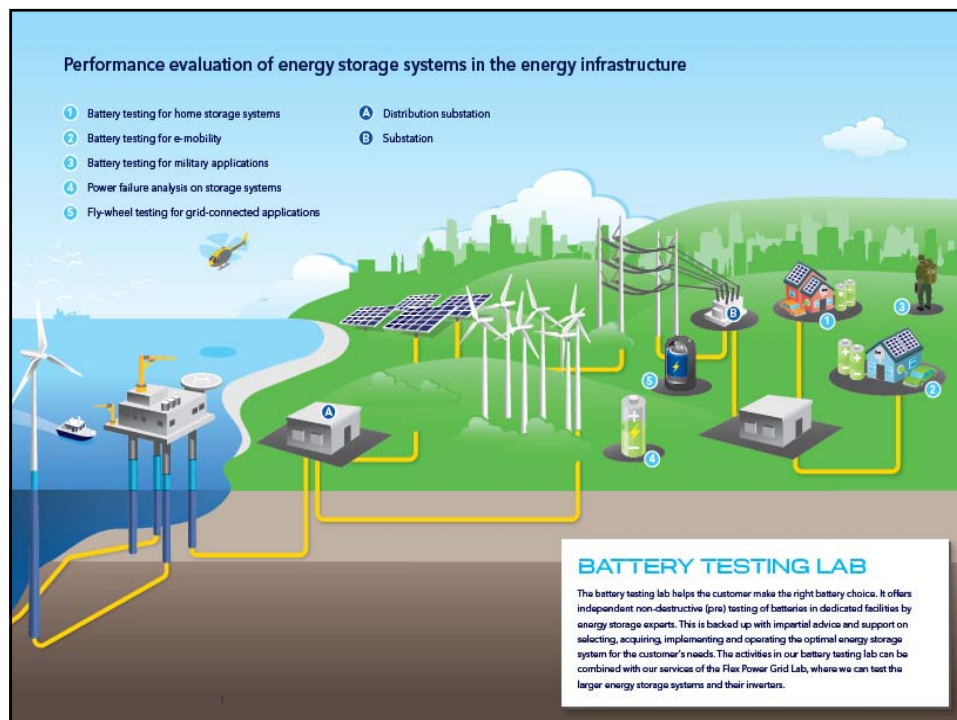 Performance evaluation of energy storage systems in the energy infrastructure
1 Battery testing for home storage systems
2 Battery testing for e-mobility
3 Battery testing for military applications
4 Power failure analysis on storage systems
5 Fly-wheel testing for grid-connected applications
A Distribution substation
B Substation
B
1
3
5
2
A
4
BATTERY TESTING LAB
The battery testing lab helps the customer make the right battery choice. It offers
independent non-destructive (pre) testing of batteries in dedicated facilities by
energy storage experts. This is backed up with impartial advice and support on
selecting, acquiring, implementing and operating the optimal energy storage
system for the customer's needs. The activities in our battery testing lab can be
combined with our services of the Flex Power Grid Lab, where we can test the
larger energy storage systems and their inverters.